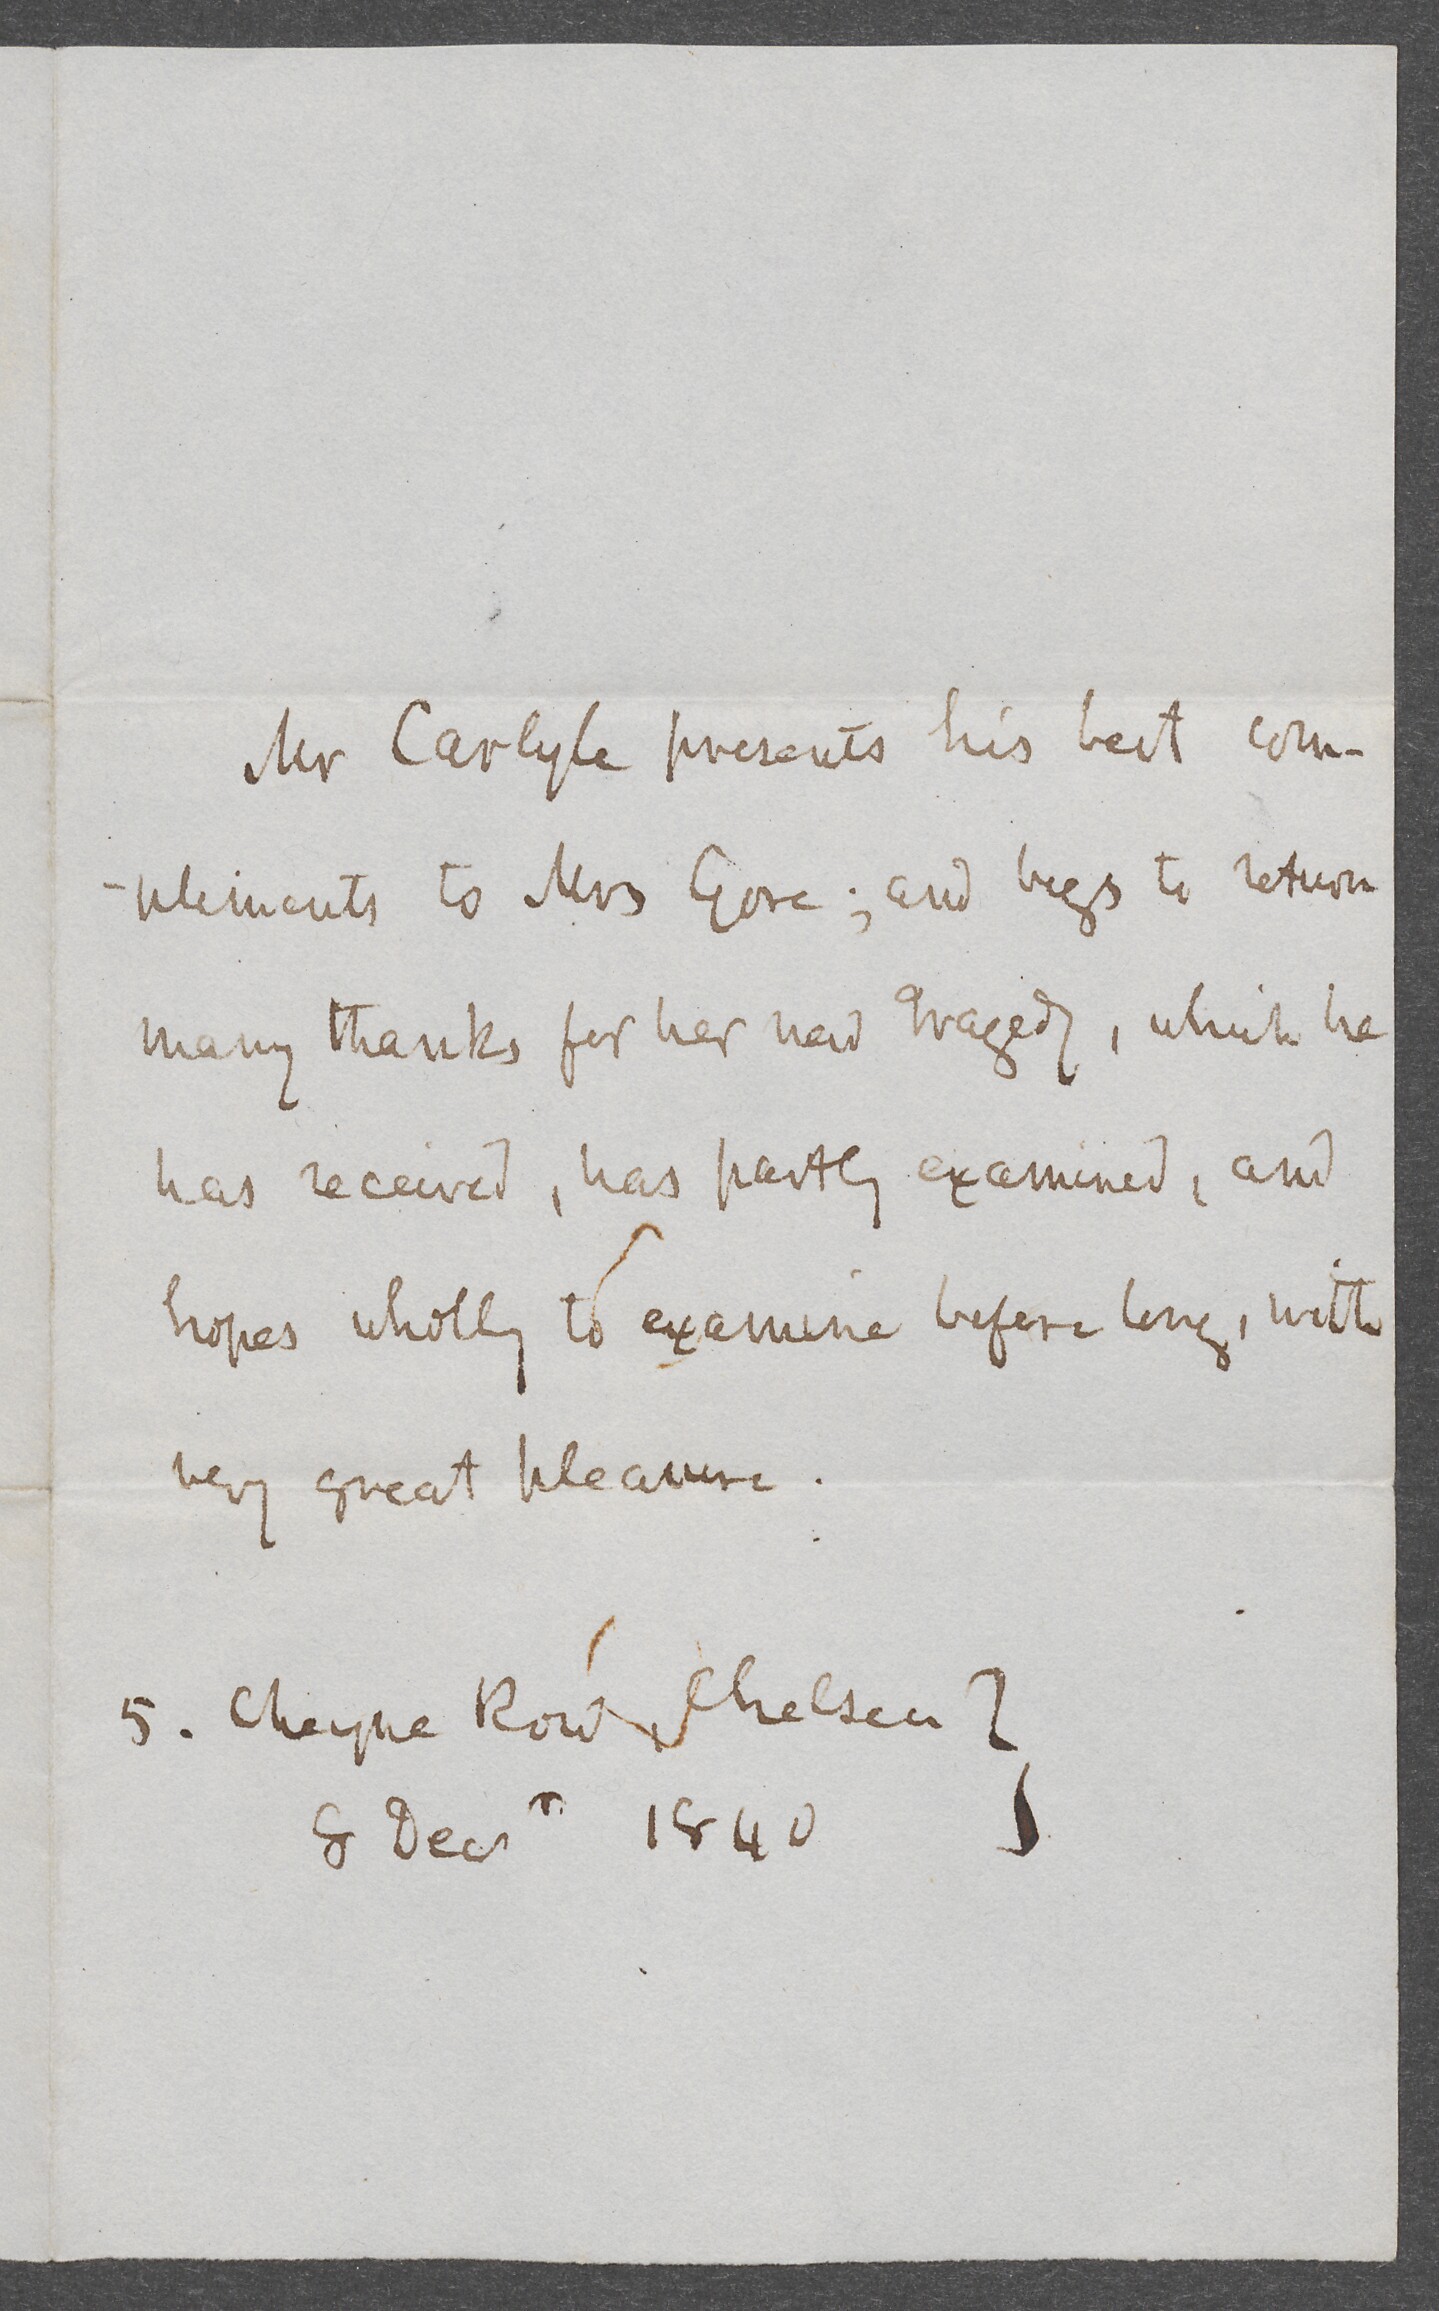 Mr Carlyle presents his best com-
-pliments to Mrs Gore; and begs to return
many thanks for her new Tragedy, which he
has received, has partly examined, and
hopes wholly to examine before long, with
very great pleasure.
5. Cheyne Row, Chelsea }
8 Decr 1840